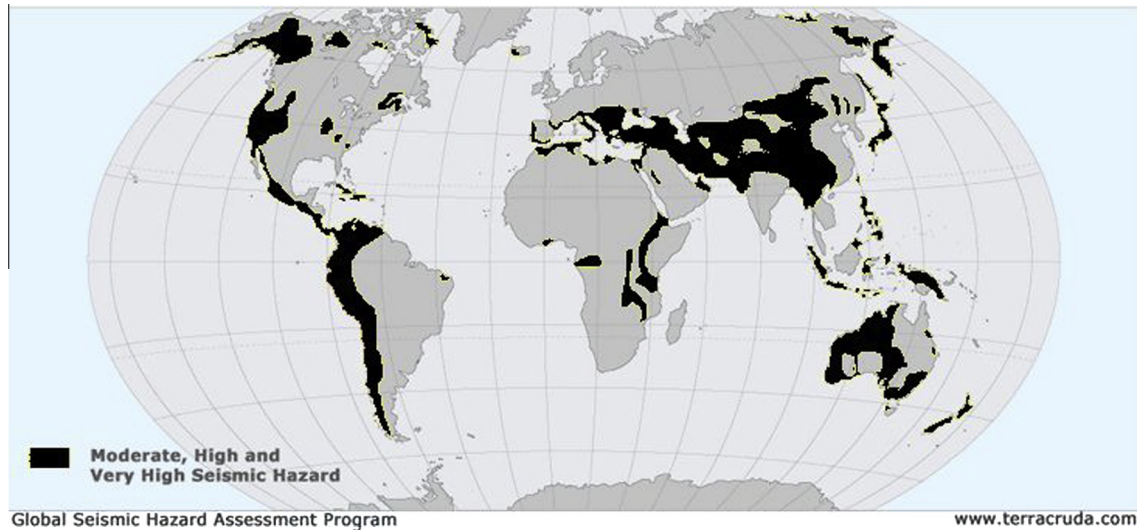 Moderate, High and
Very High Seismic Hazard
Global Seismic Hazard Assessment Program
www.terracruda.com